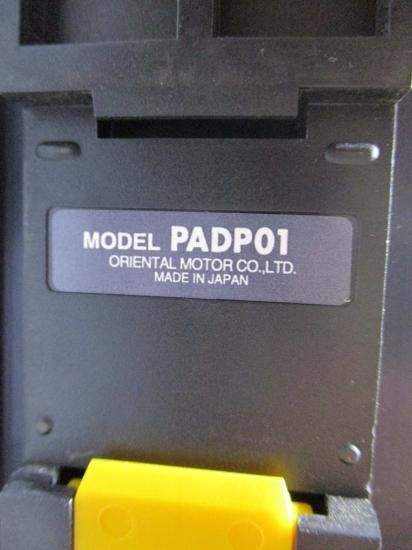 MODEL PADP01
ORIENTAL MOTOR CO.,LTD.
MADE IN JAPAN